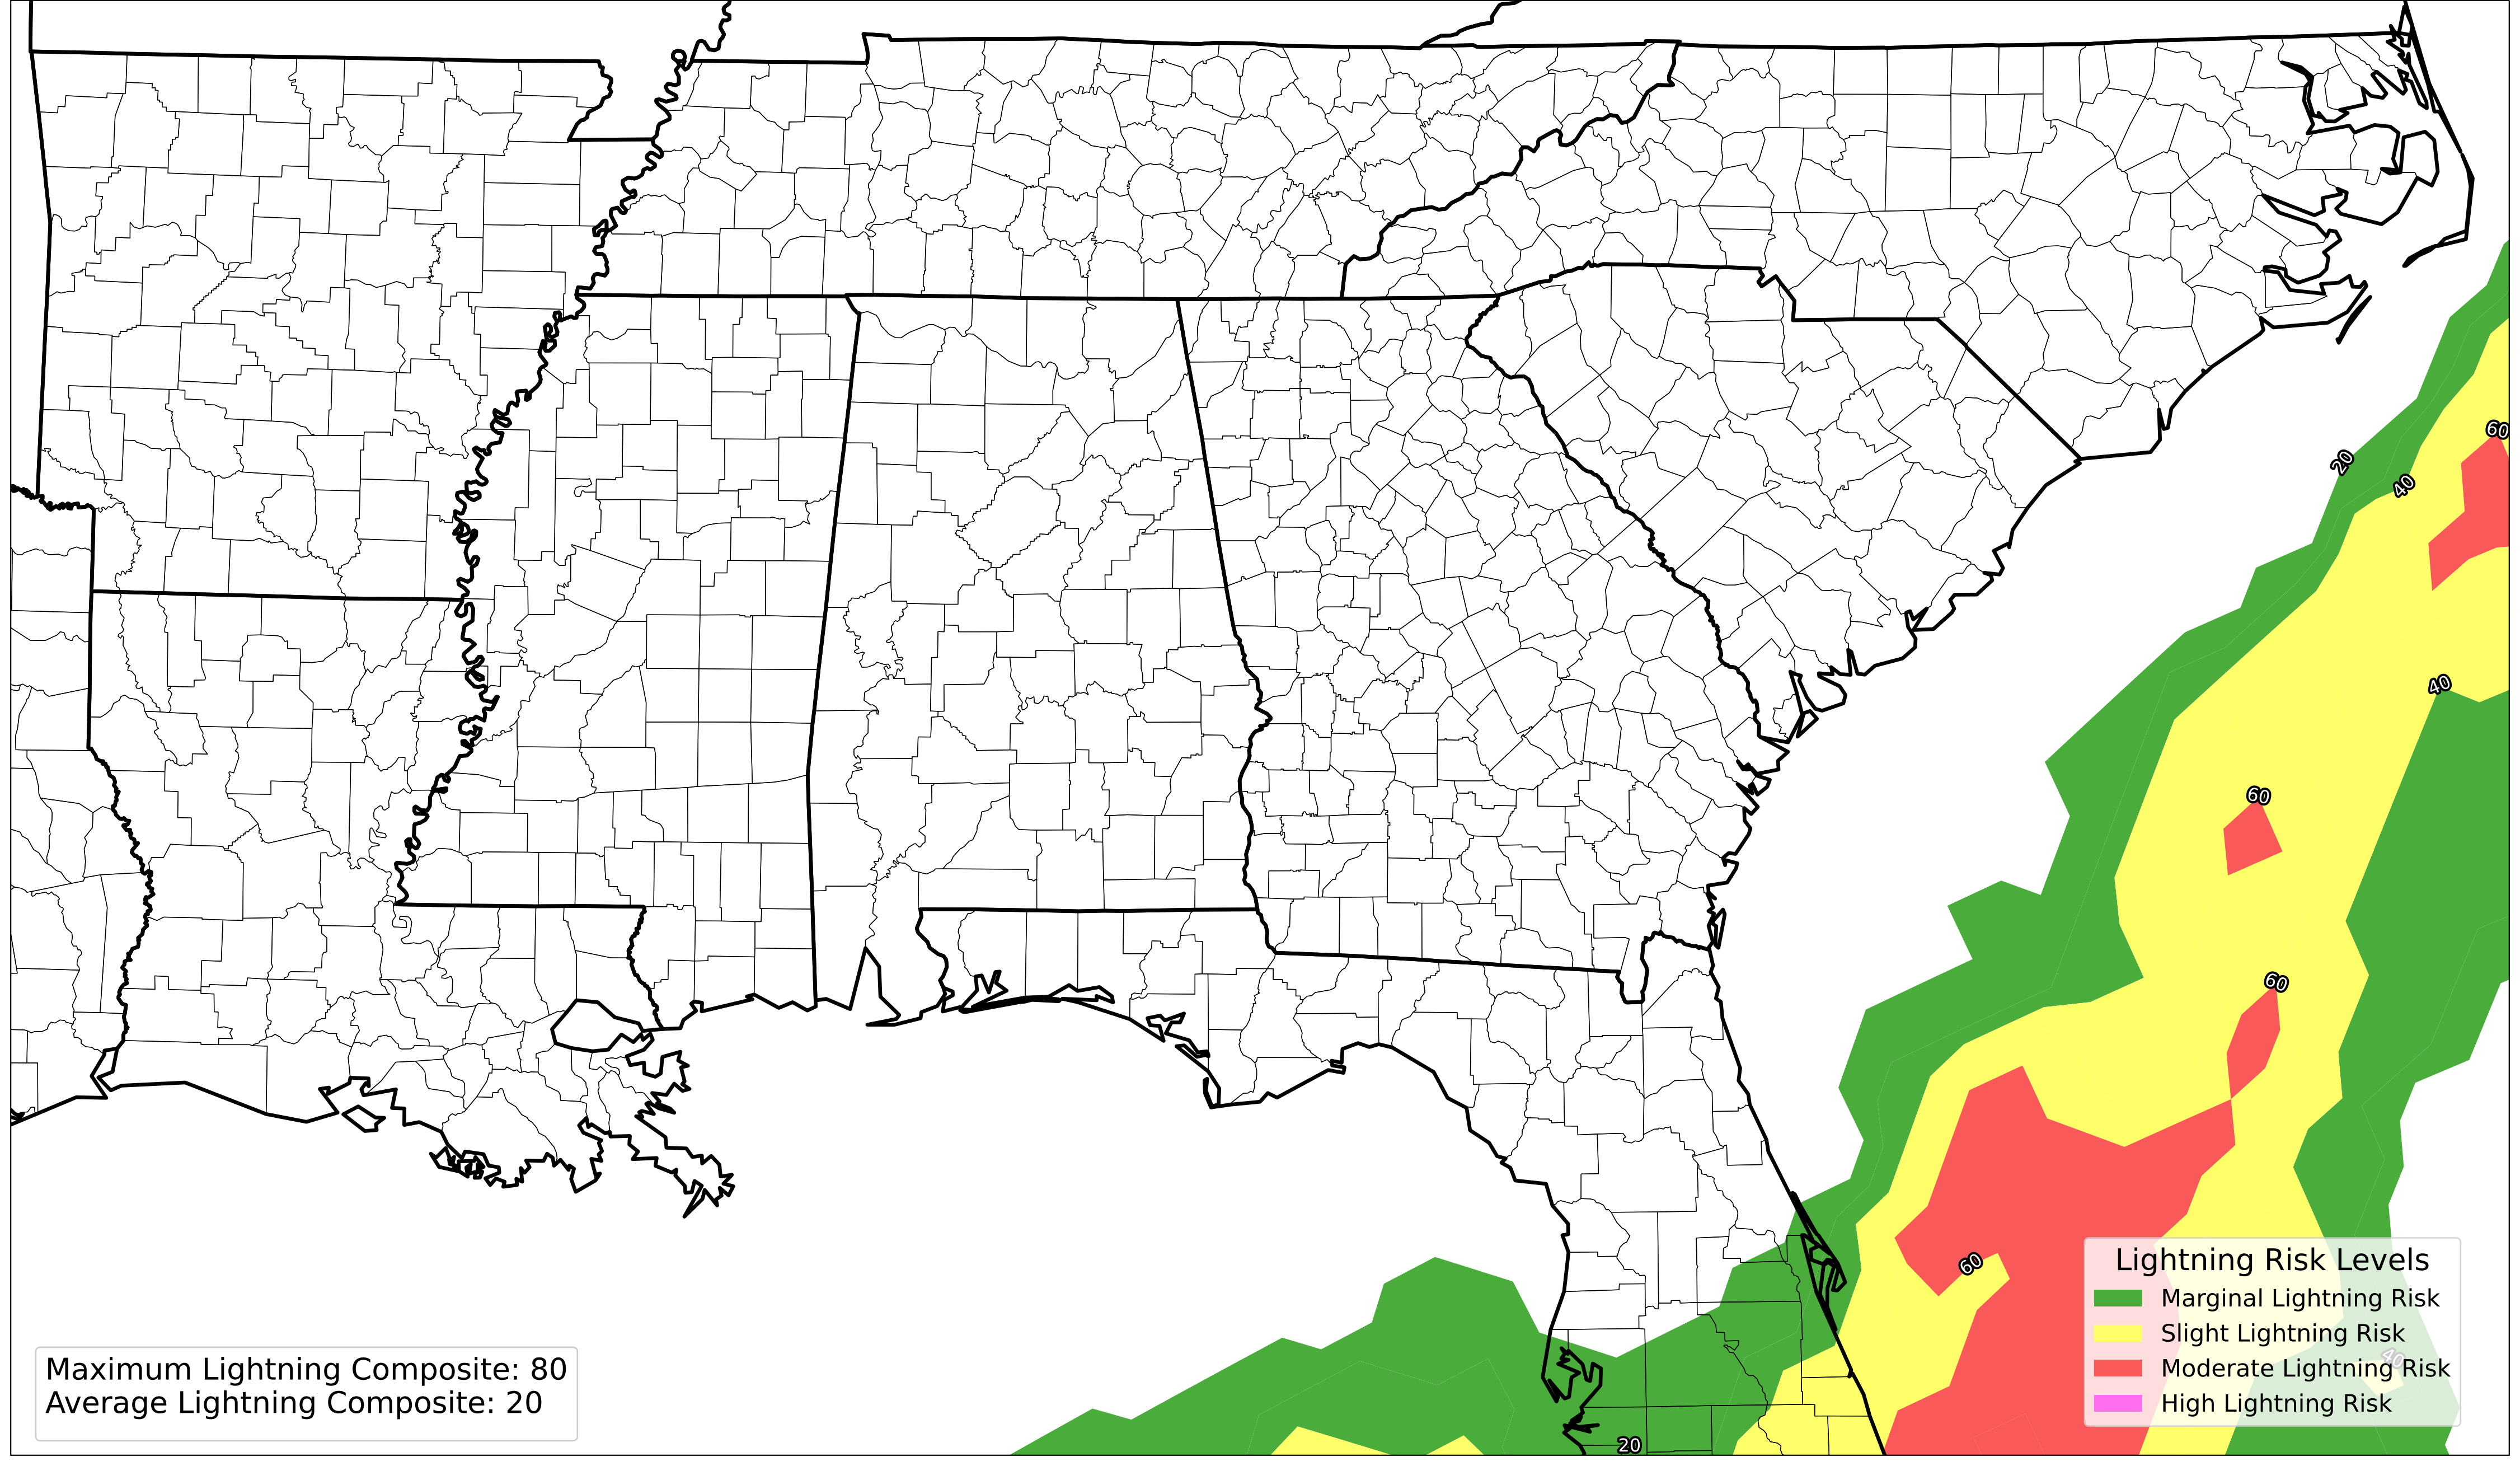 60
20
40
40
60
60
60
Lightning Risk Levels
Marginal Lightning Risk
Slight Lightning Risk
40
Moderate Lightning Risk
High Lightning Risk
Maximum Lightning Composite: 80
Average Lightning Composite: 20
20